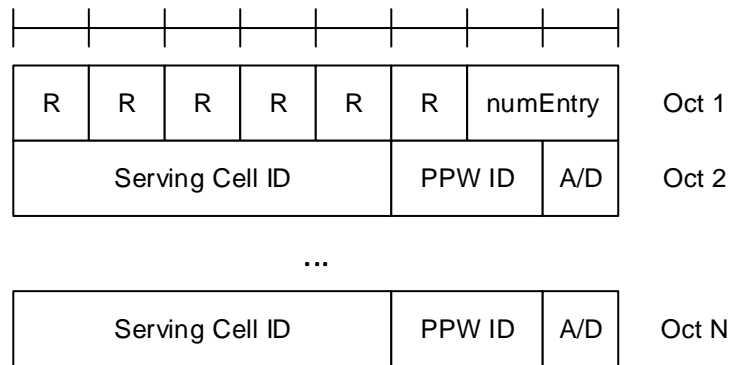 R R R R R R numEntry Oct 1
Serving Cell ID PPW ID A/D Oct 2
...
Serving Cell ID PPW ID A/D Oct N